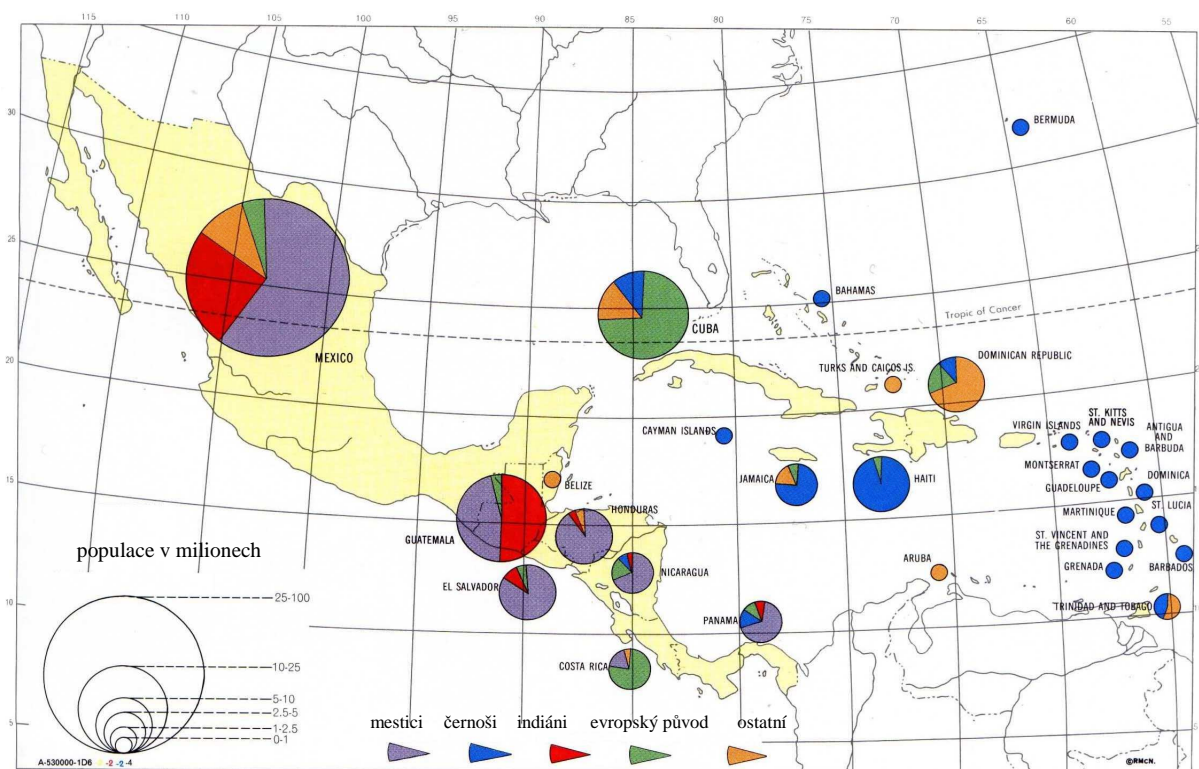 115
110
105
100
95
90
85
80
75
70
65
60
55
30
25
20
15
10
5
BERMUDA
BAHAMAS
Tropic of Cancer
CUBA
MEXICO
DOMINICAN REPUBLIC
TURKS AND CAICOS IS.
CAYMAN ISLANDS
ST. KITTS
AND NEVIS
VIRGIN ISLANDS
ANTIGUA
AND
BARBUDA
MONTSERRAT
GUADELOUPE
DOMINICA
JAMAICA
HAITI
BELIZE
MARTINIQUE
ST. LUCIA
HONDURAS
GUATEMALA
ST. VINCENT AND
THE GRENADINES
BARBADOS
GRENADA
NICARAGUA
ARUBA
EL SALVADOR
TRINIDAD AND TOBAGO
PANAMA
COSTA RICA
populace v milionech
25-100
10-25
5-10
2.5-5
1-2.5
0-1
mestici černoši indiáni evropský původ ostatní
A-530000-1D6 -2 -2 -4
©RMCN.